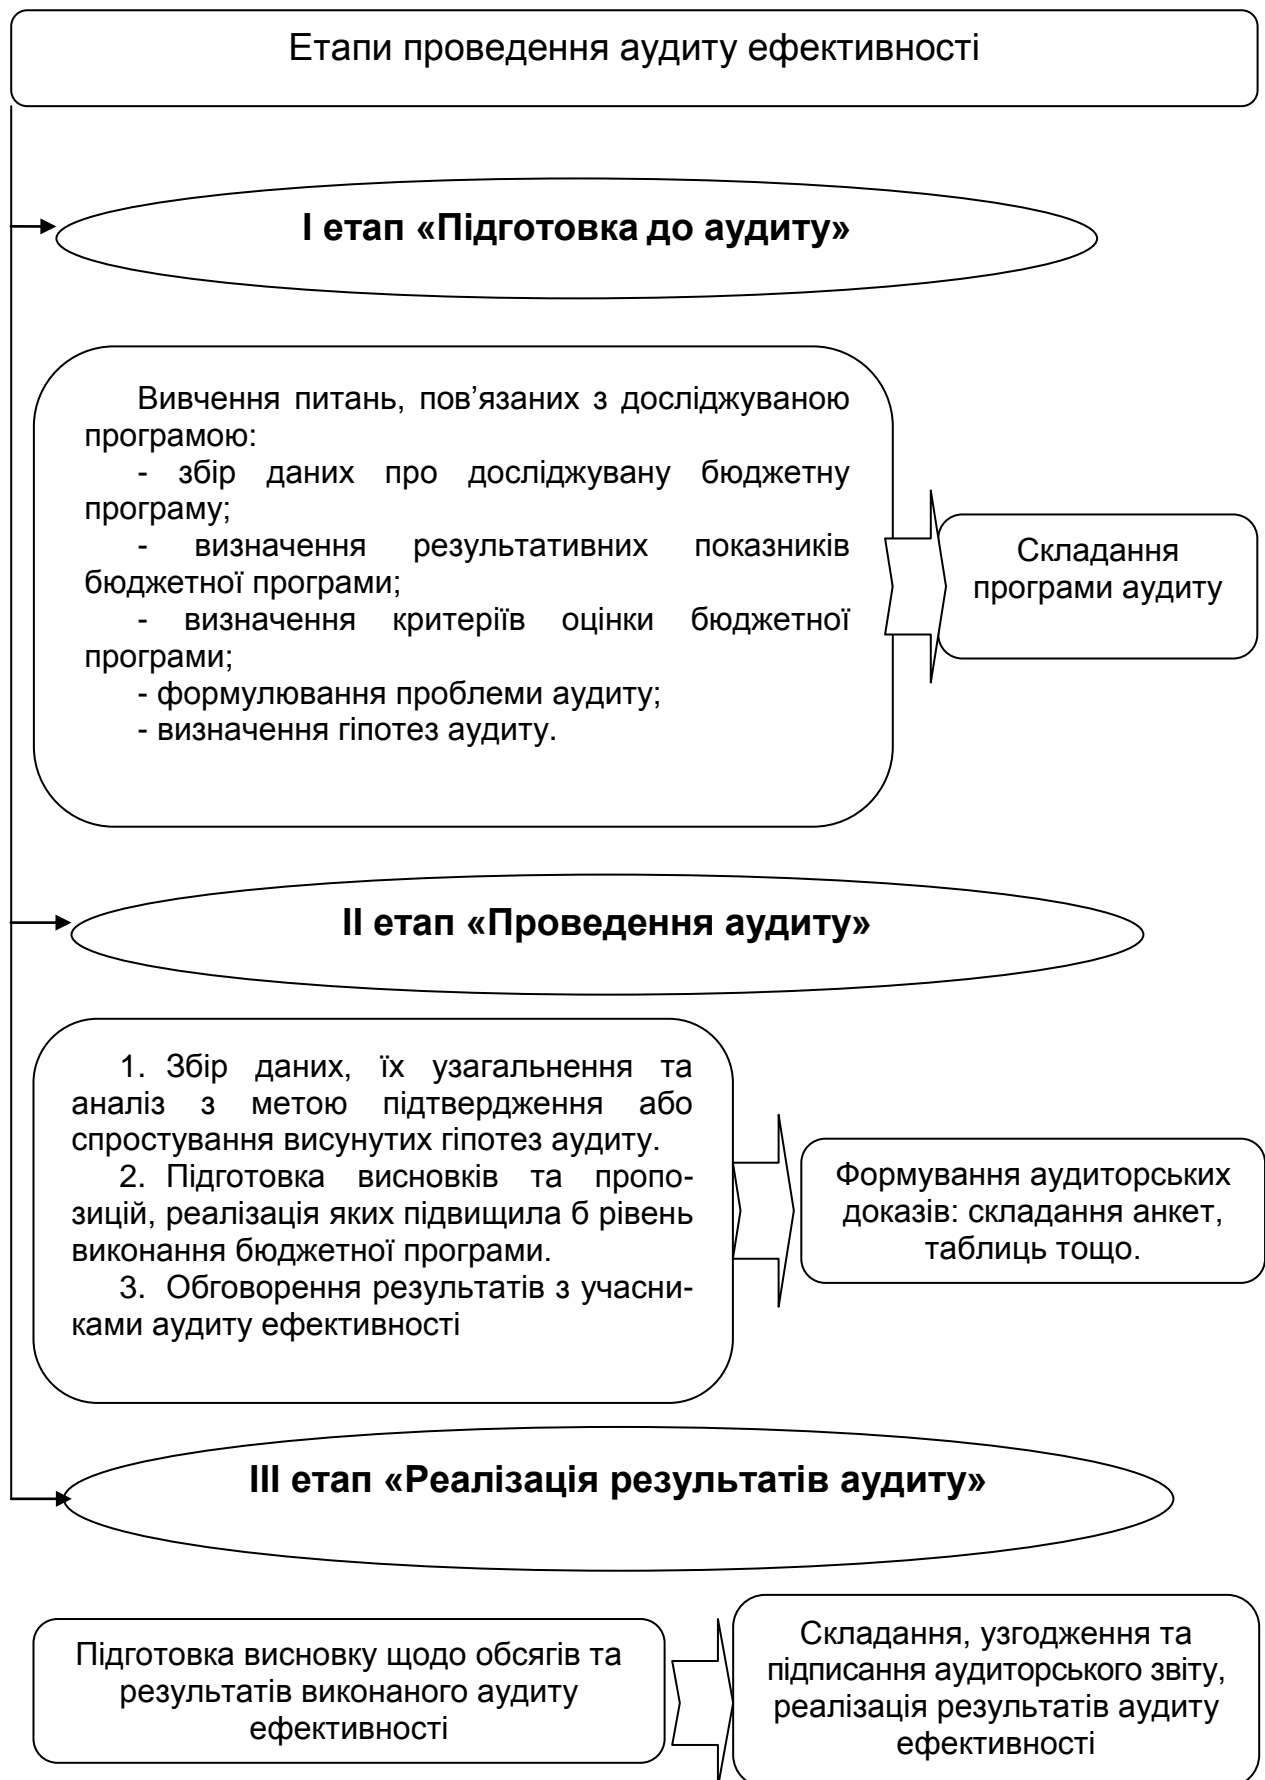 Етапи проведення аудиту ефективності
І етап «Підготовка до аудиту»
Вивчення питань, пов’язаних з досліджуваною
програмою:
- збір даних про досліджувану бюджетну
програму;
- визначення результативних показників
бюджетної програми;
- визначення критеріїв оцінки бюджетної
програми;
- формулювання проблеми аудиту;
- визначення гіпотез аудиту.
Складання
програми аудиту
ІІ етап «Проведення аудиту»
1. Збір даних, їх узагальнення та
аналіз з метою підтвердження або
спростування висунутих гіпотез аудиту.
2. Підготовка висновків та пропо-
зицій, реалізація яких підвищила б рівень
виконання бюджетної програми.
3. Обговорення результатів з учасни-
ками аудиту ефективності
Формування аудиторських
доказів: складання анкет,
таблиць тощо.
ІІІ етап «Реалізація результатів аудиту»
Підготовка висновку щодо обсягів та
результатів виконаного аудиту
ефективності
Складання, узгодження та
підписання аудиторського звіту,
реалізація результатів аудиту
ефективності